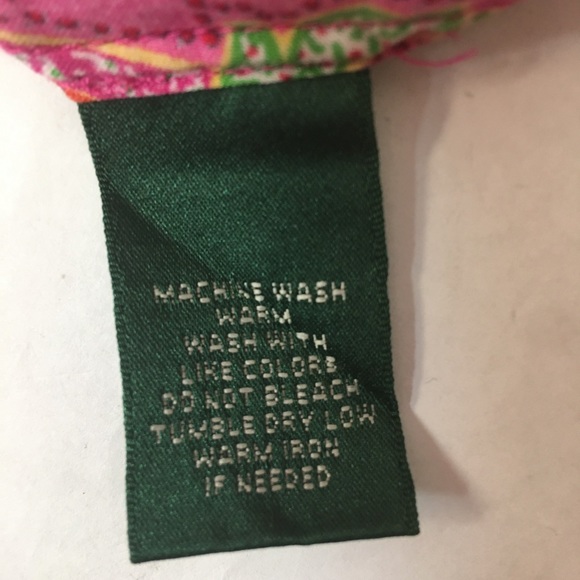 MACHINE WASH
WARM
WASH WITH
LIKE COLORS
DO NOT BLEACH
TUMBLE DRY LOW
WARM IRON
IF NEEDED